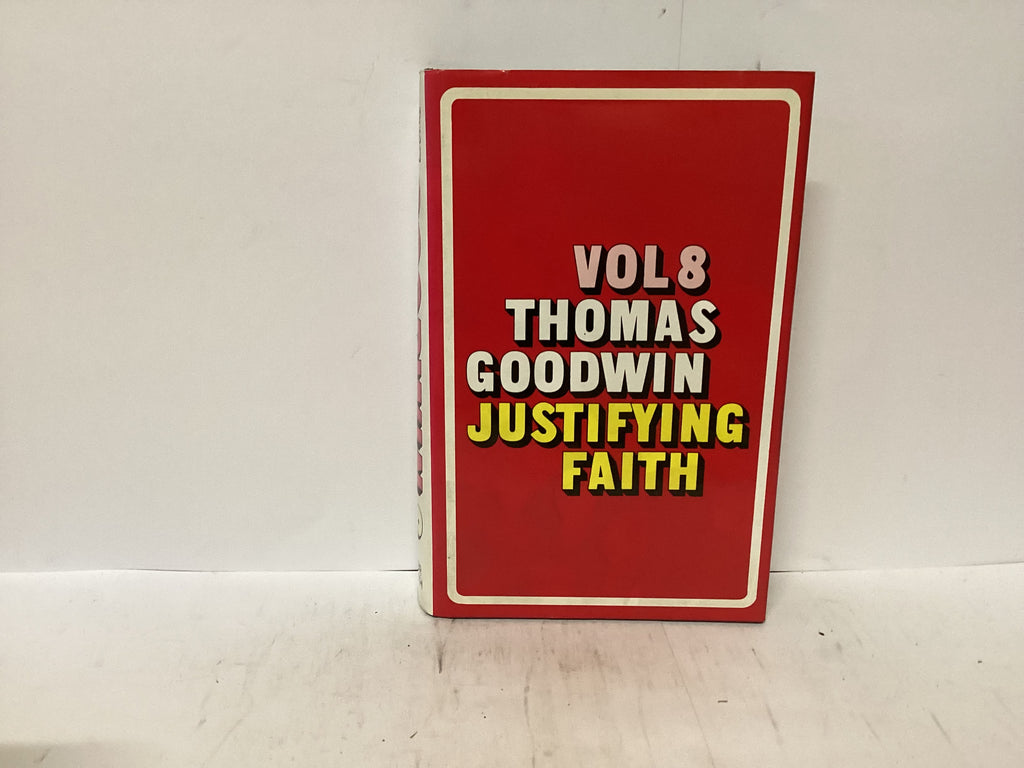 VOL 8
THOMAS
GOODWIN
JUSTIFYING
FAITH